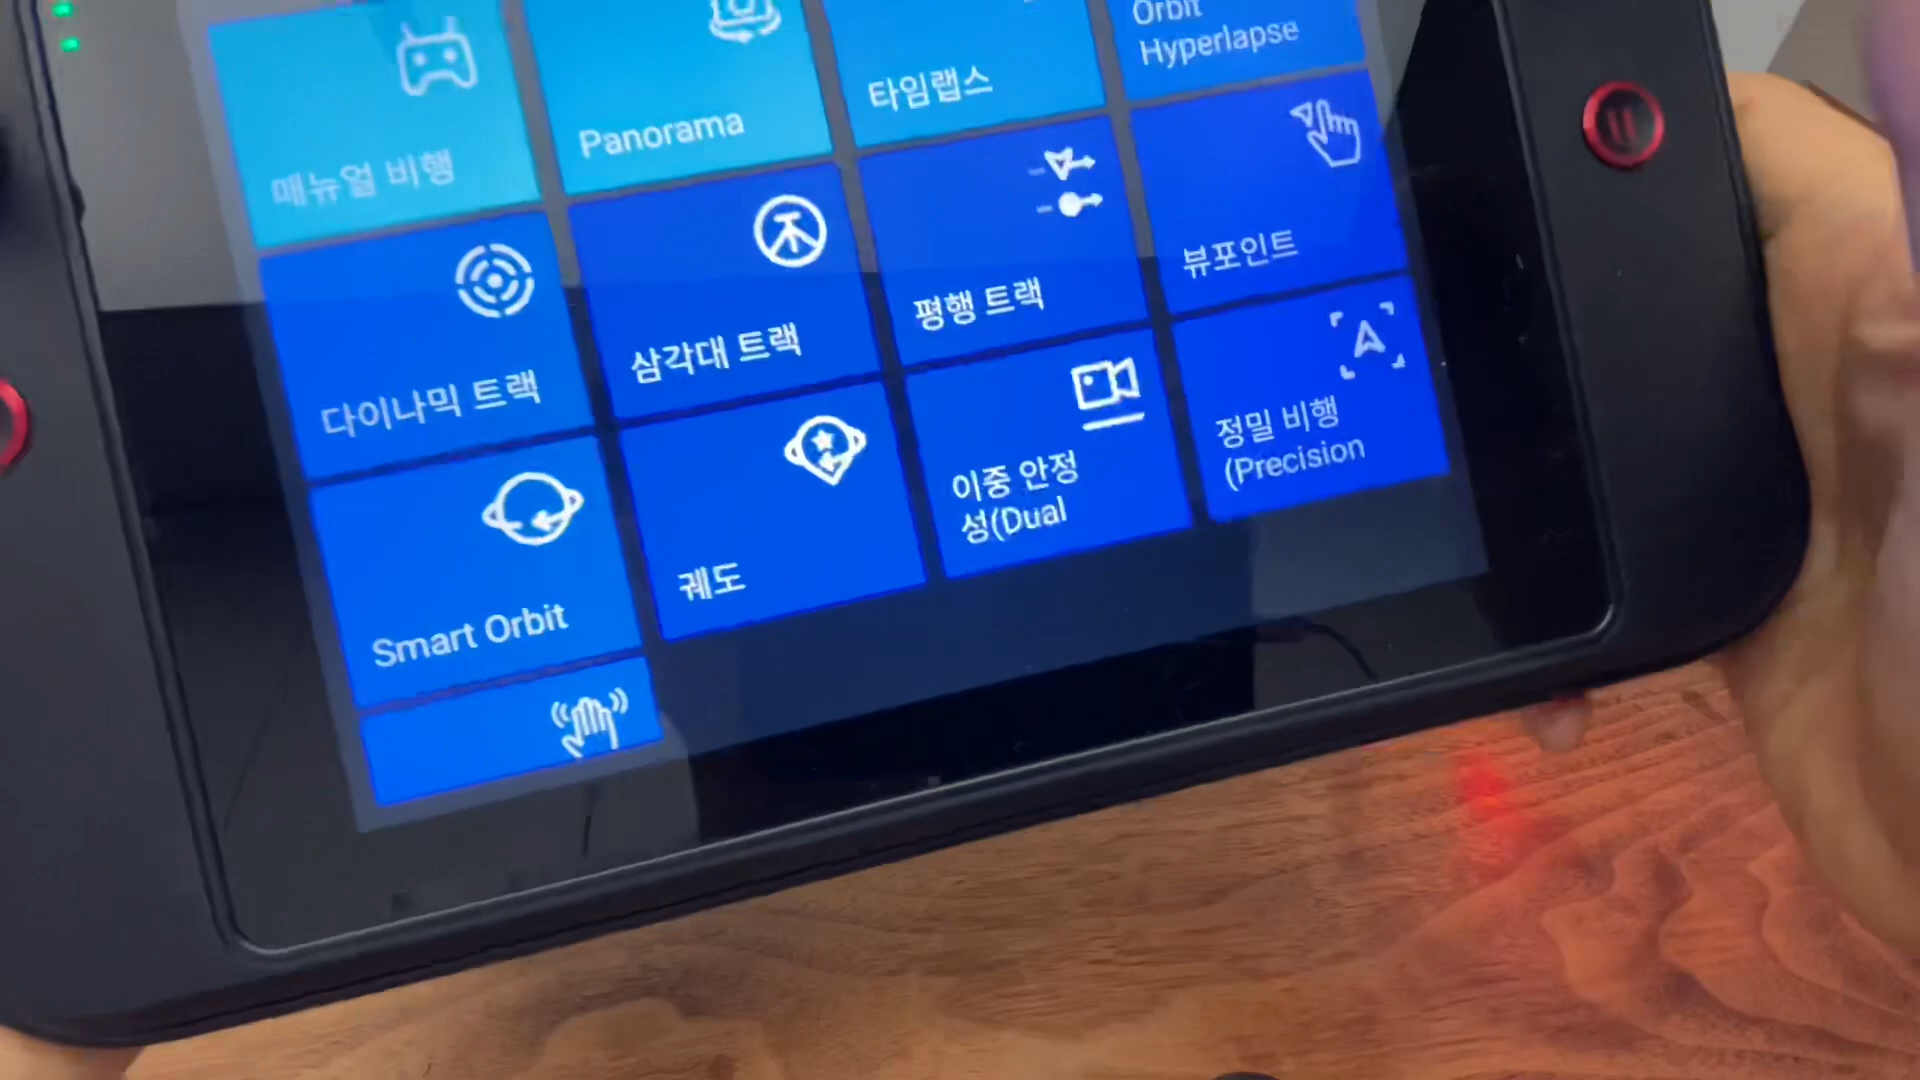 매뉴얼 비행
Panorama
타임랩스
Orbit
Hyperlapse
다이나믹 트랙
삼각대 트랙
평행 트랙
뷰포인트
Smart Orbit
궤도
이중 안정
성(Dual
정밀 비행
(Precision